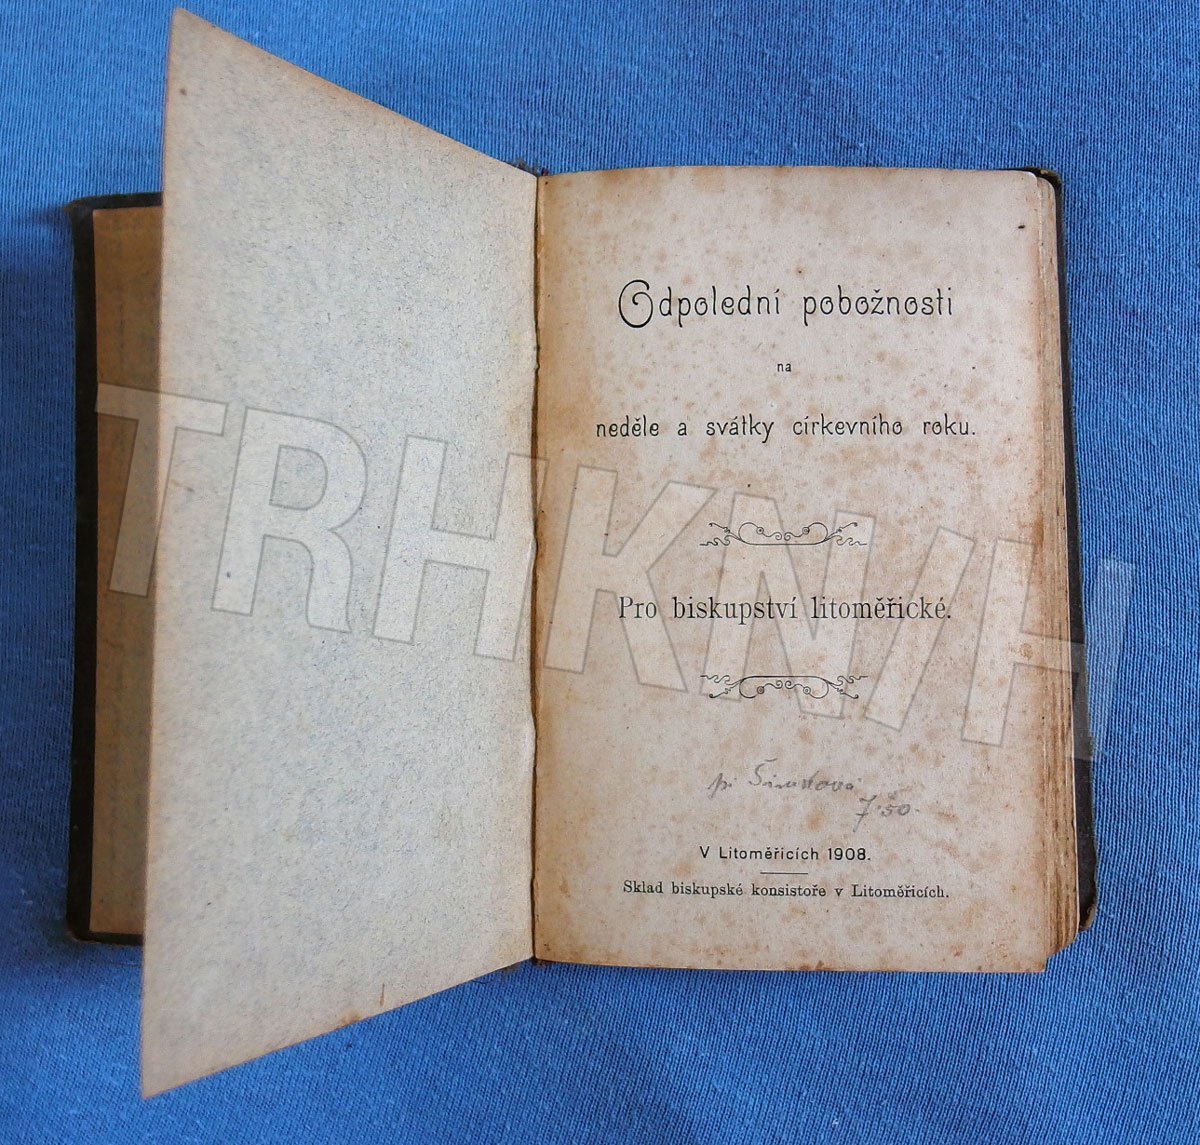 Odpolední pobožnosti
na
neděle a svátky církevního roku.
Pro biskupství litoměřické.
7·50.
V Litoměřicích 1908.
Sklad biskupské konsistoře v Litoměřicích.
TRHKNIH